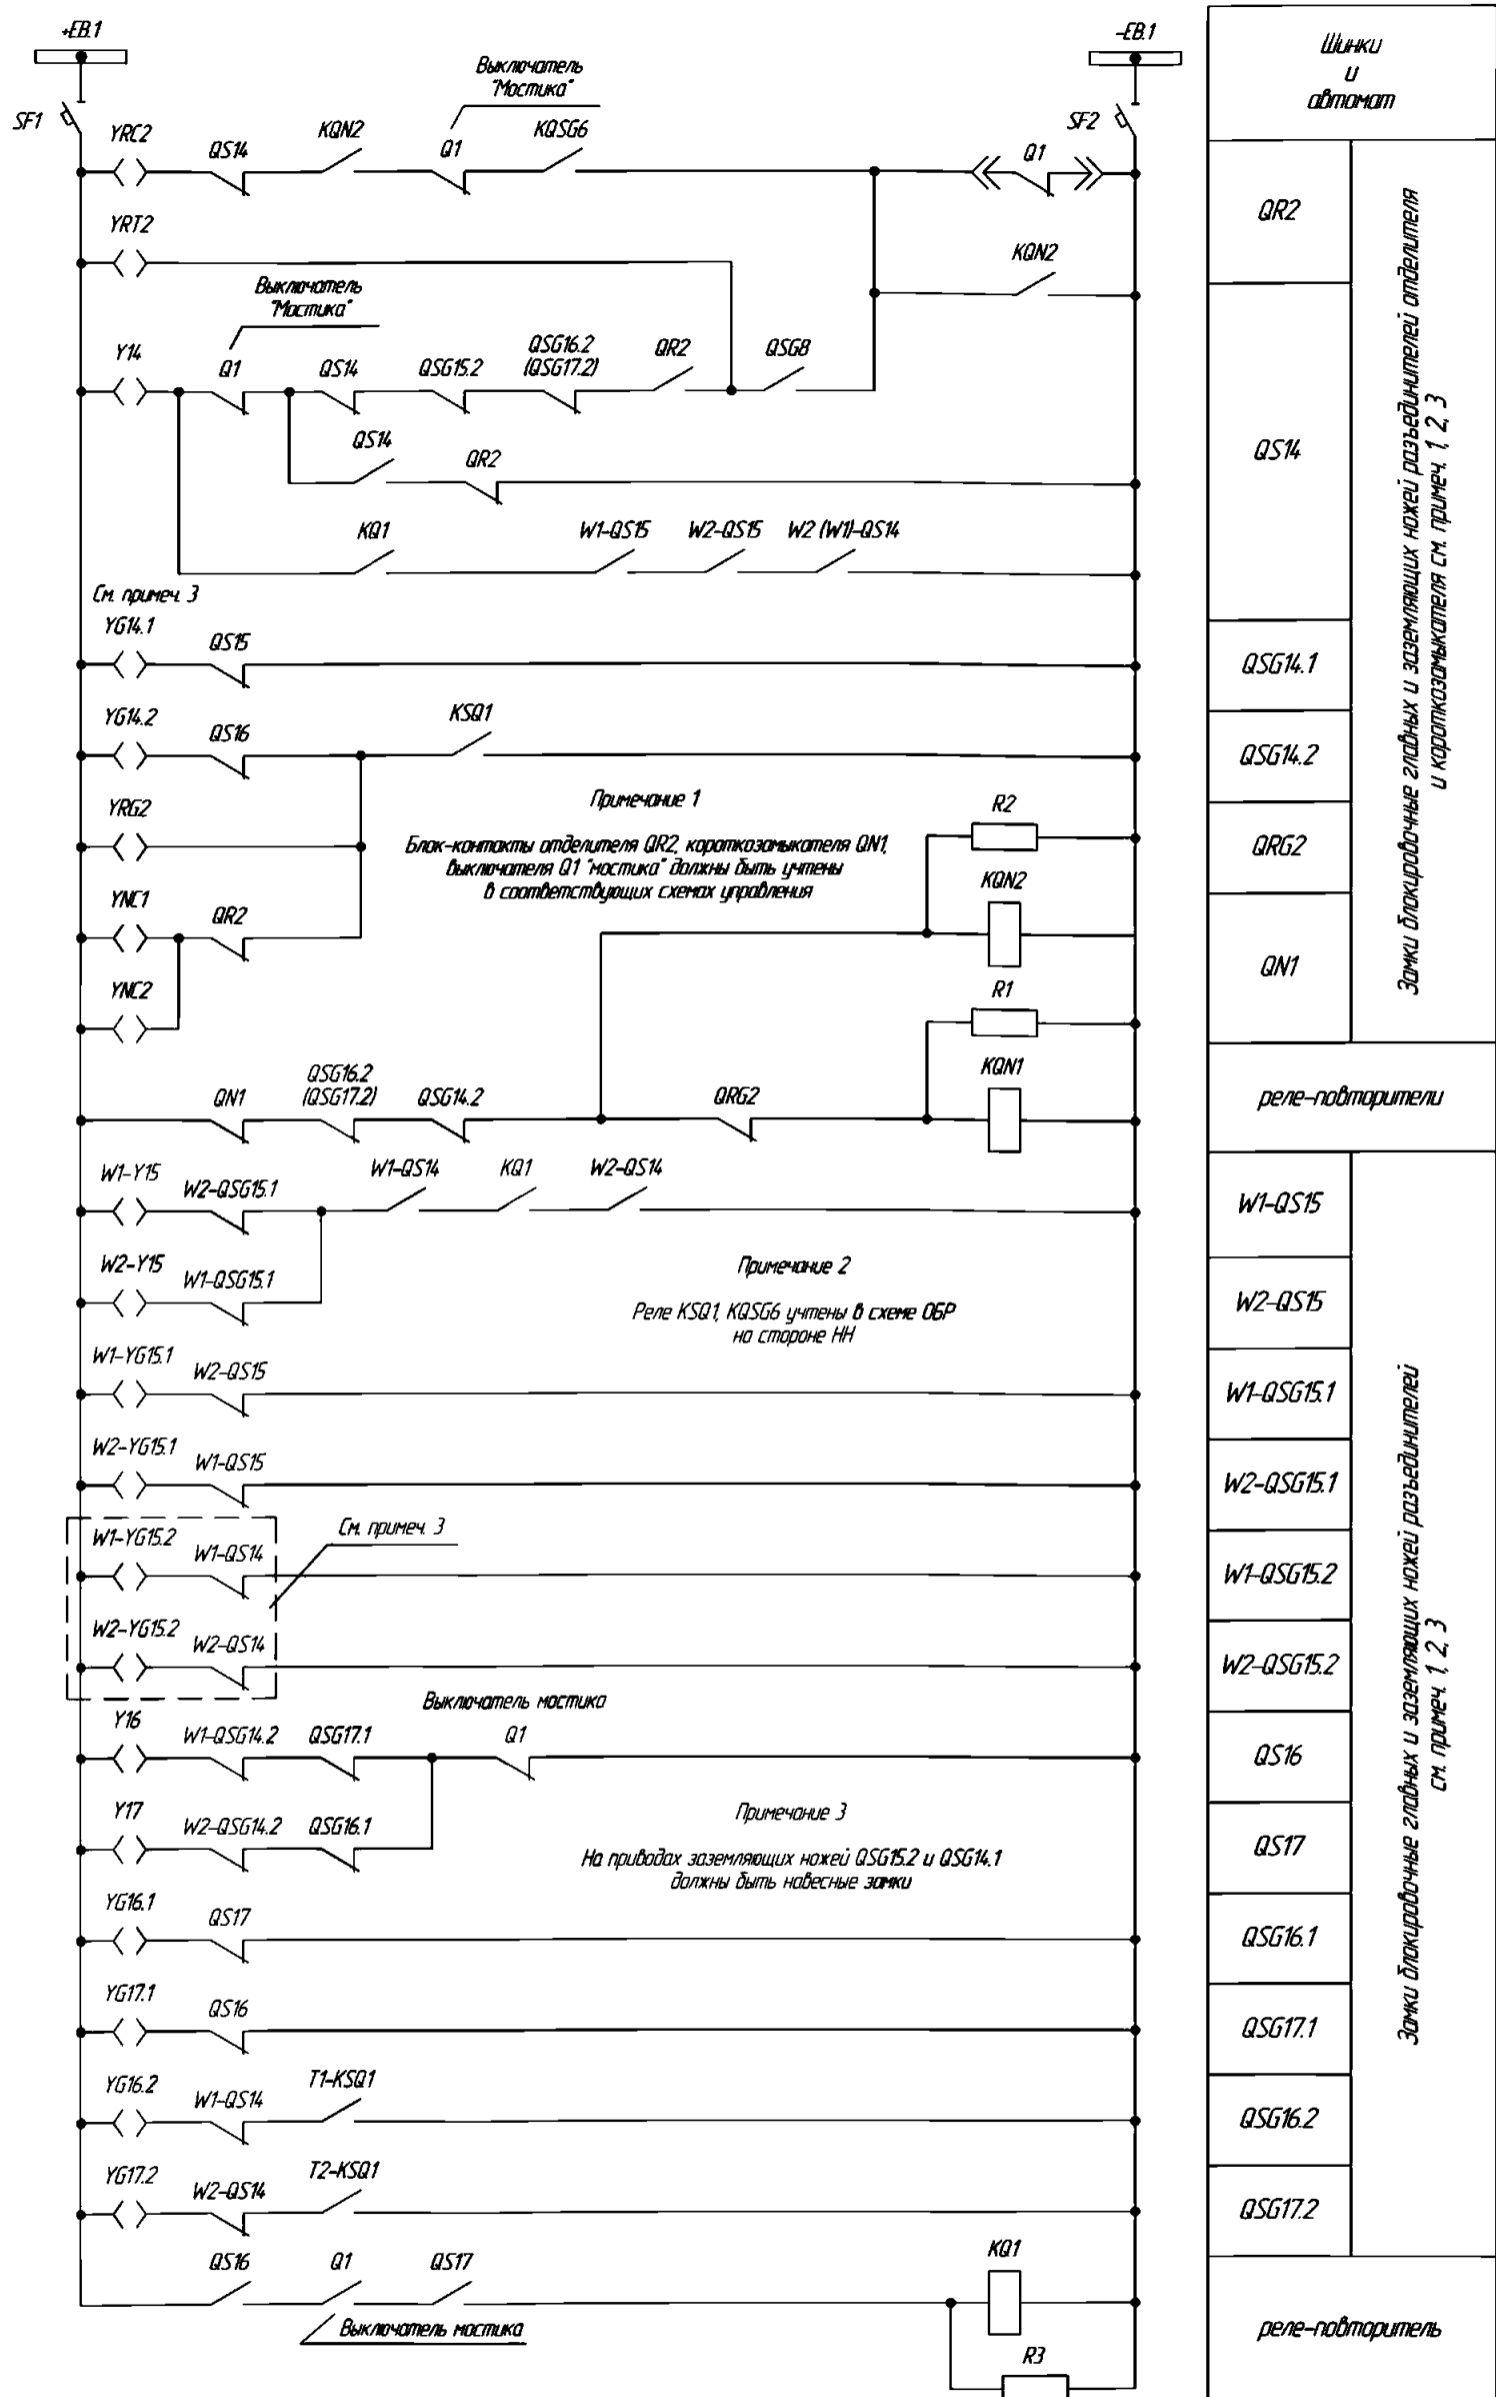 +EB.1
-EB.1
Шинки
и
автомат
SF1
SF2
Выключатель
"Мостика"
YRC2
QS14
KQN2
Q1
KQSG6
Q1
QR2
YRT2
KQN2
Выключатель
"Мостика"
Y14
Q1
QS14
QSG15.2
QSG16.2
(QSG17.2)
QR2
QSG8
QS14
QS14
QR2
KQ1
W1-QS15
W2-QS15
W2 (W1)-QS14
См. примеч. 3
YG14.1
QS15
QSG14.1
YG14.2
QS16
KSQ1
QSG14.2
Замки блокировочные главных и заземляющих ножей разъединителей отделителя
и короткозамыкателя см. примеч. 1, 2, 3
Примечание 1
Блок-контакты отделителя QR2, короткозамыкателя QN1,
выключателя Q1 "мостика" должны быть учтены
в соответствующих схемах управления
YRG2
R2
QRG2
KQN2
YNC1
QR2
QN1
YNC2
R1
KQN1
QN1
QSG16.2
(QSG17.2)
QSG14.2
QRG2
реле-повторители
W1-Y15
W2-QSG15.1
W1-QS14
KQ1
W2-QS14
W1-QS15
W2-Y15
W1-QSG15.1
W2-QS15
Примечание 2
Реле KSQ1, KQSG6 учтены в схеме ОБР
на стороне НН
W1-YG15.1
W2-QS15
W1-QSG15.1
W2-YG15.1
W1-QS15
W2-QSG15.1
См. примеч. 3
W1-YG15.2
W1-QS14
W1-QSG15.2
W2-YG15.2
W2-QS14
W2-QSG15.2
Замки блокировочные главных и заземляющих ножей разъединителей
см. примеч. 1, 2, 3
Выключатель мостика
Y16
W1-QSG14.2
QSG17.1
Q1
QS16
Y17
W2-QSG14.2
QSG16.1
QS17
Примечание 3
На приводах заземляющих ножей QSG15.2 и QSG14.1
должны быть навесные замки
YG16.1
QS17
QSG16.1
YG17.1
QS16
QSG17.1
YG16.2
W1-QS14
T1-KSQ1
QSG16.2
YG17.2
W2-QS14
T2-KSQ1
QSG17.2
QS16
Q1
QS17
KQ1
Выключатель мостика
реле-повторитель
R3